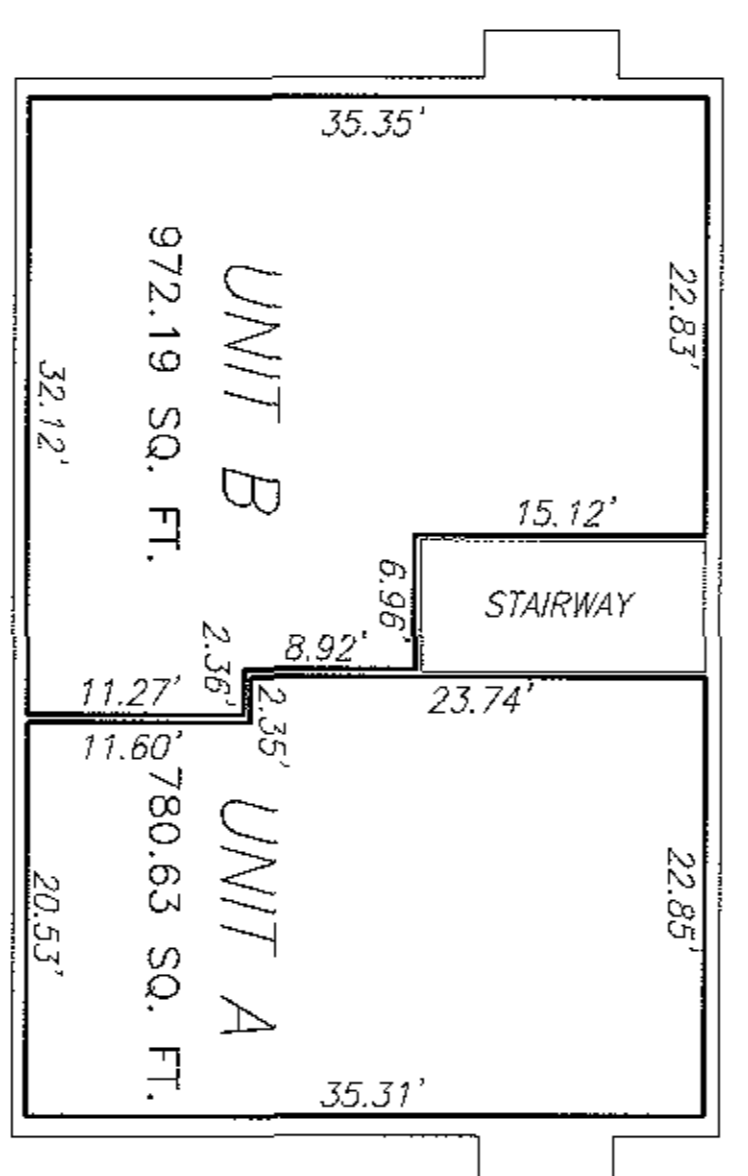 35.35'
22.83'
UNIT B
972.19 SQ. FT.
32.12'
15.12'
6.96'
STAIRWAY
8.92'
2.36'
11.27'
23.74'
2.35'
11.60'
UNIT A
780.63 SQ. FT.
22.85'
20.53'
35.31'